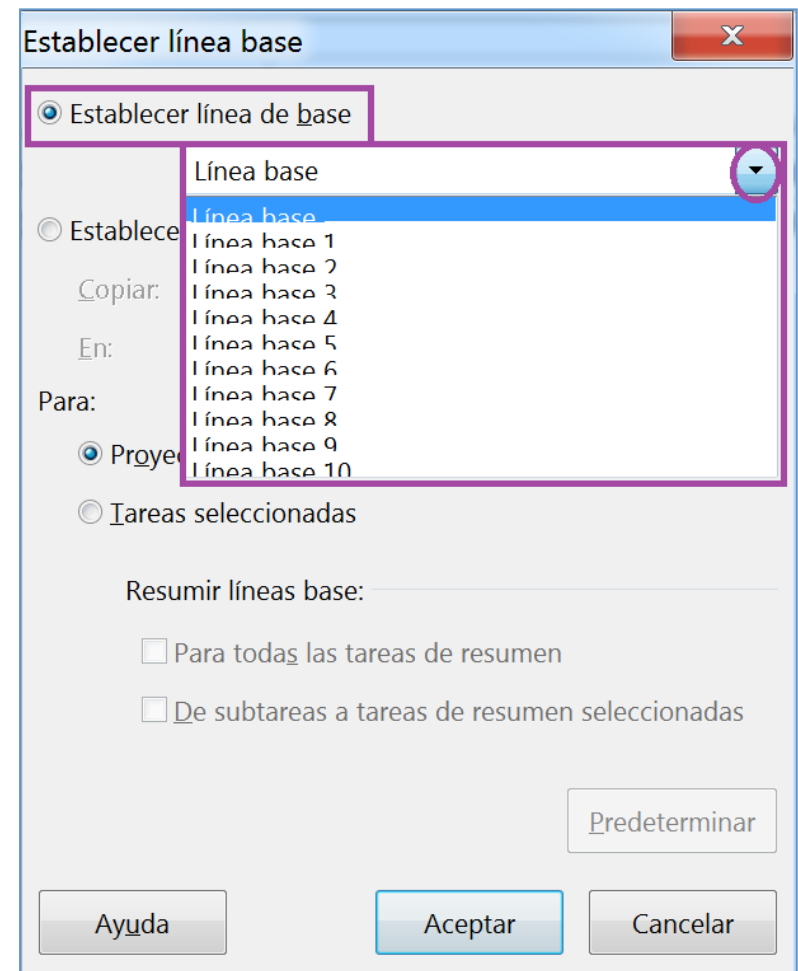 Establecer línea base
Establecer línea de base
Línea base
Línea base
Línea base 1
Establece
Línea base 2
Copiar:
Línea base 3
Línea base 4
En:
Línea base 5
Línea base 6
Para:
Línea base 7
Línea base 8
Línea base 9
Proye
Línea base 10
Tareas seleccionadas
Resumir líneas base:
Para todas las tareas de resumen
De subtareas a tareas de resumen seleccionadas
Predeterminar
Ayuda
Aceptar
Cancelar